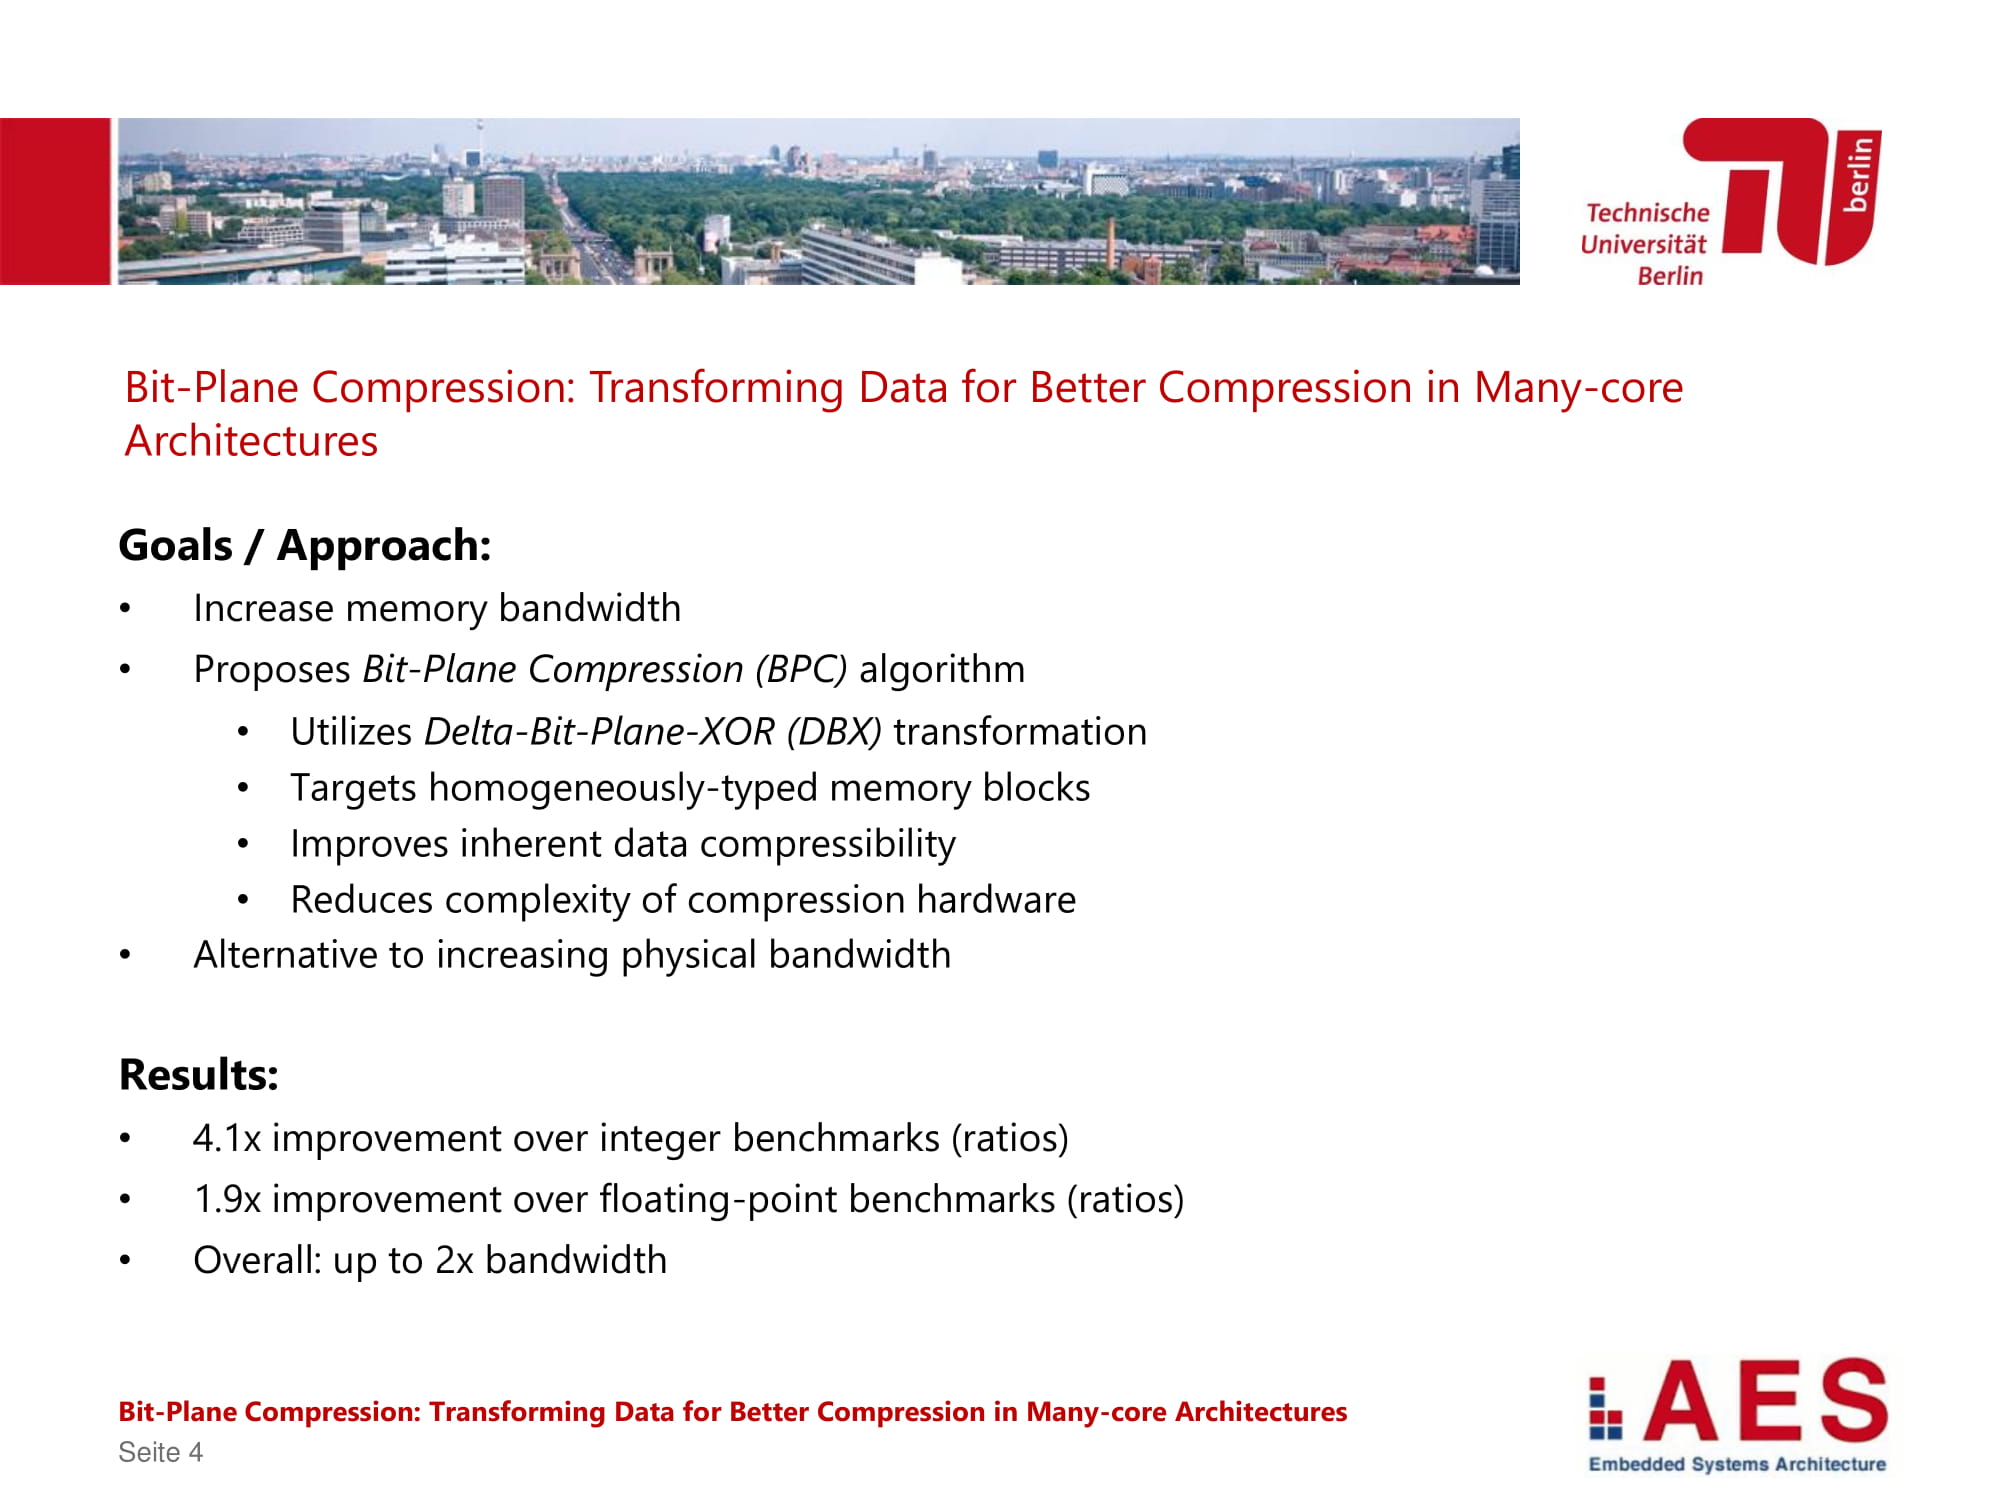 Technische
Universität
Berlin
berlin
Bit-Plane Compression: Transforming Data for Better Compression in Many-core
Architectures
Goals / Approach:
• Increase memory bandwidth
• Proposes Bit-Plane Compression (BPC) algorithm
• Utilizes Delta-Bit-Plane-XOR (DBX) transformation
• Targets homogeneously-typed memory blocks
• Improves inherent data compressibility
• Reduces complexity of compression hardware
• Alternative to increasing physical bandwidth
Results:
• 4.1x improvement over integer benchmarks (ratios)
• 1.9x improvement over floating-point benchmarks (ratios)
• Overall: up to 2x bandwidth
Bit-Plane Compression: Transforming Data for Better Compression in Many-core Architectures
Seite 4
AES
Embedded Systems Architecture